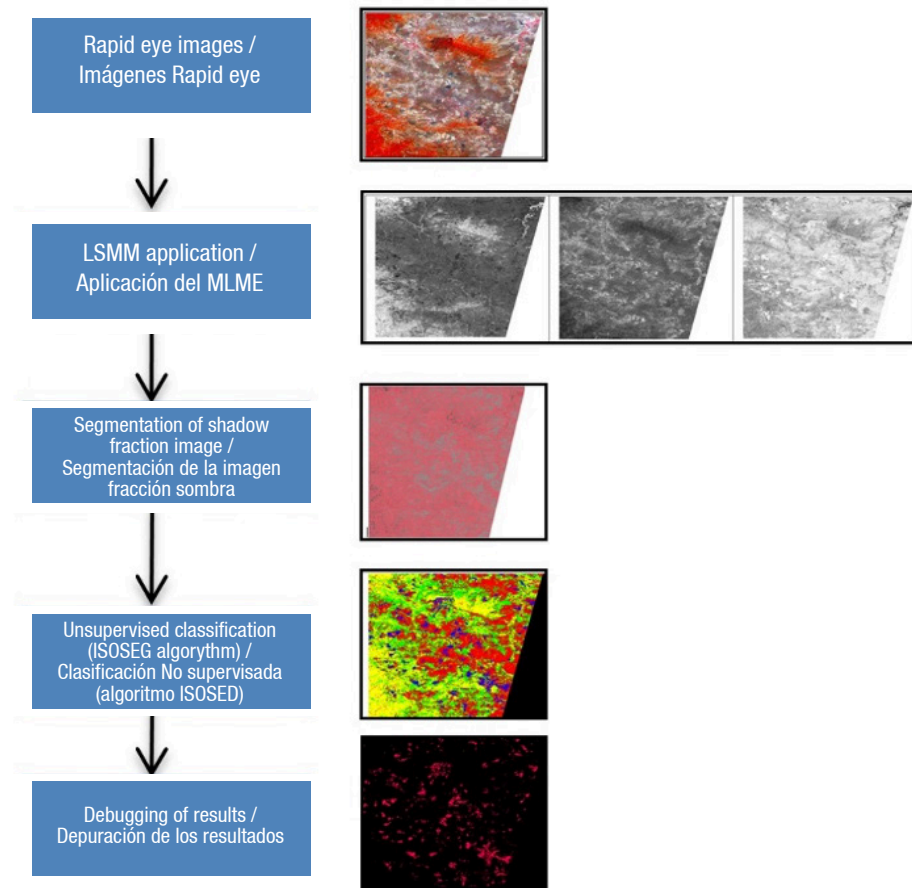 Rapid eye images /
Imágenes Rapid eye
LSMM application /
Aplicación del MLME
Segmentation of shadow
fraction image /
Segmentación de la imagen
fracción sombra
Unsupervised classification
(ISOSEG algorythm) /
Clasificación No supervisada
(algoritmo ISOSED)
Debugging of results /
Depuración de los resultados